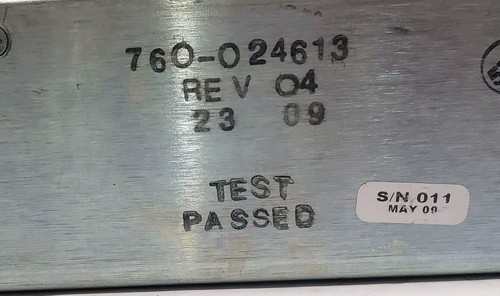 760-024613
REV 04
23 09
TEST
PASSED
S/N 011
MAY 09